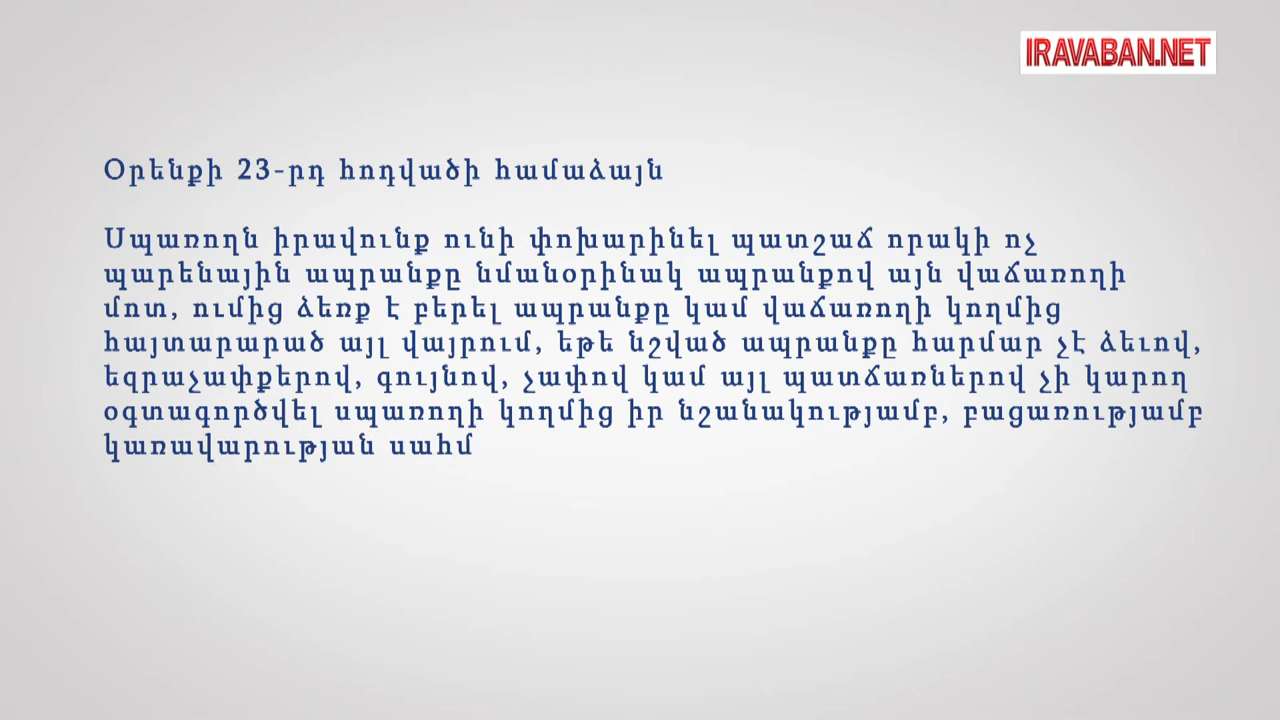 IRAVABAN.NET
Օրենքի 23-րդ հոդվածի համաձայն
Սպառողն իրավունք ունի փոխարինել պատշաճ որակի ոչ
պարենային ապրանքը նմանօրինակ ապրանքով այն վաճառողի
մոտ, ումից ձեռք է բերել ապրանքը կամ վաճառողի կողմից
հայտարարած այլ վայրում, եթե նշված ապրանքը հարմար չէ ձեւով,
եզրաչափքերով, գույնով, չափով կամ այլ պատճառներով չի կարող
օգտագործվել սպառողի կողմից իր նշանակությամբ, բացառությամբ
կառավարության սահմ